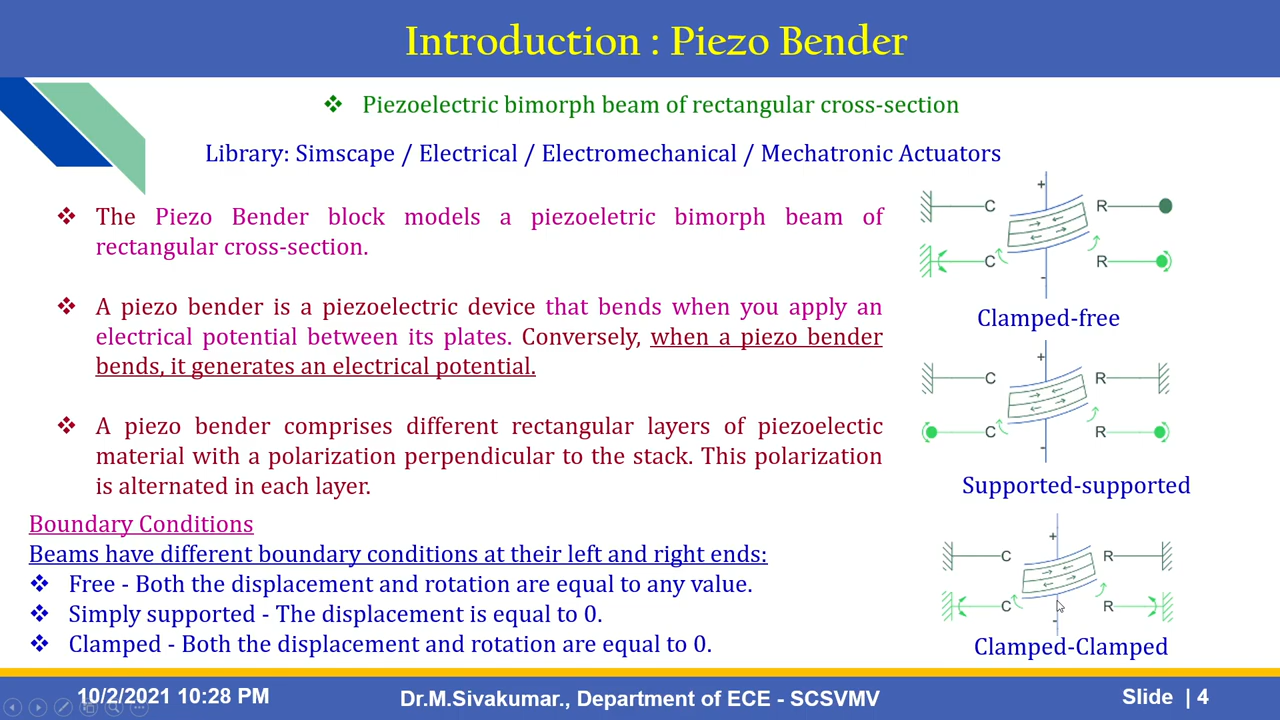 Introduction : Piezo Bender
❖ Piezoelectric bimorph beam of rectangular cross-section
Library: Simscape / Electrical / Electromechanical / Mechatronic Actuators
❖ The Piezo Bender block models a piezoeletric bimorph beam of
rectangular cross-section.
❖ A piezo bender is a piezoelectric device that bends when you apply an
electrical potential between its plates. Conversely, when a piezo bender
bends, it generates an electrical potential.
❖ A piezo bender comprises different rectangular layers of piezoelectic
material with a polarization perpendicular to the stack. This polarization
is alternated in each layer.
Boundary Conditions
Beams have different boundary conditions at their left and right ends:
❖ Free - Both the displacement and rotation are equal to any value.
❖ Simply supported - The displacement is equal to 0.
❖ Clamped - Both the displacement and rotation are equal to 0.
+
C R
C R
-
Clamped-free
+
C R
C R
-
Supported-supported
+
C R
C R
-
Clamped-Clamped
10/2/2021 10:28 PM
Dr.M.Sivakumar., Department of ECE - SCSVMV
Slide | 4